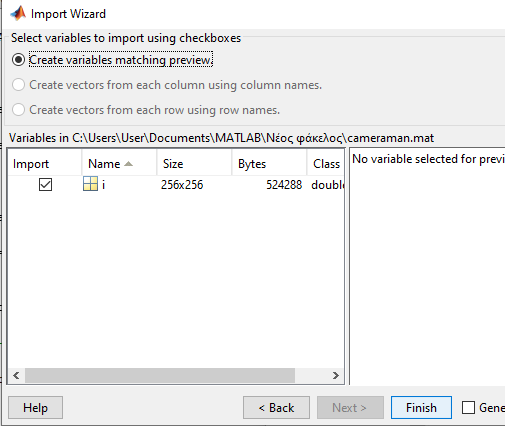 Import Wizard
Select variables to import using checkboxes
Create variables matching preview.
Create vectors from each column using column names.
Create vectors from each row using row names.
Variables in C:\Users\User\Documents\MATLAB\Νέος φάκελος\cameraman.mat
Import Name Size Bytes Class
i 256x256 524288 double
No variable selected for previ
Help < Back Next > Finish Gene